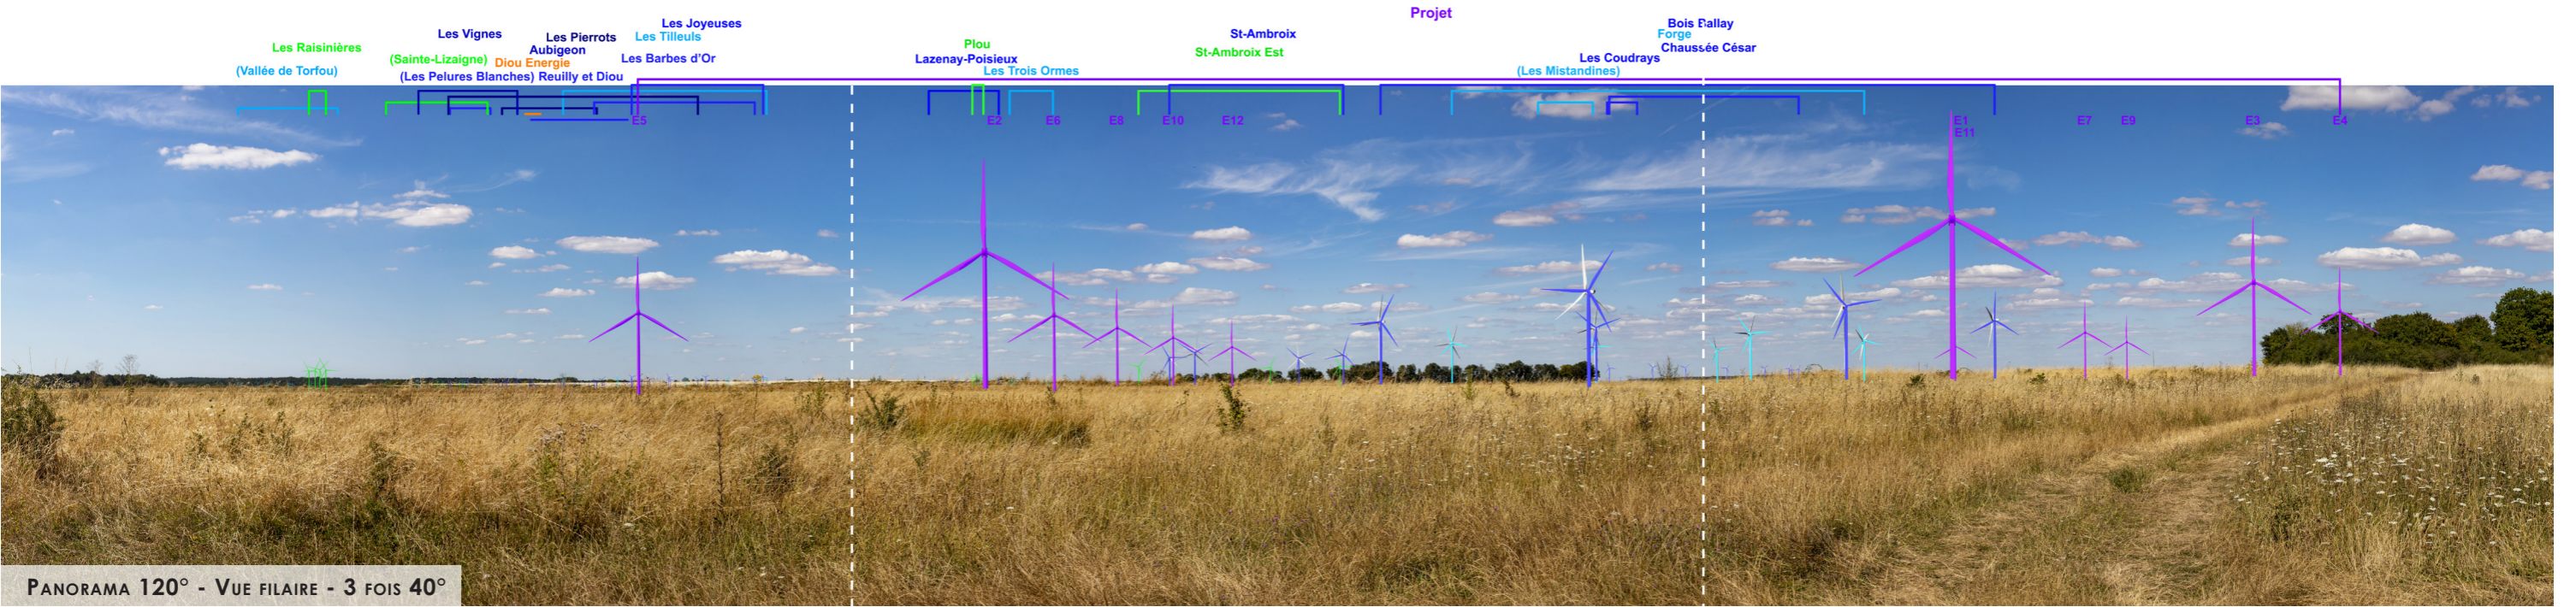 Projet
Les Joyeuses
Bois Ballay
Les Vignes
Les Pierrots
Les Tilleuls
St-Ambroix
Forge
Les Raisinières
Aubigeon
Plou
St-Ambroix Est
Chaussée César
(Sainte-Lizaigne)
Diou Energie
Les Barbes d'Or
Lazenay-Poisieux
Les Coudrays
(Vallée de Torfou)
(Les Pelures Blanches) Reuilly et Diou
Les Trois Ormes
(Les Mistandines)
E5
E2
E6
E8
E10
E12
E1
E11
E7
E9
E3
E4
Panorama 120° - Vue filaire - 3 fois 40°